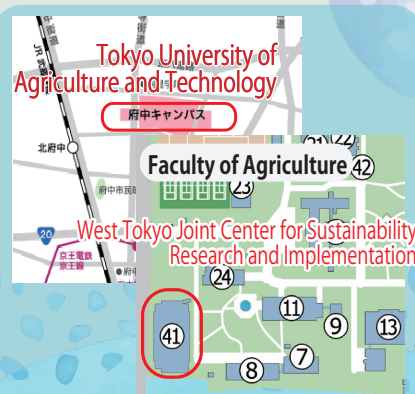 Tokyo University of
Agriculture and Technology
府中キャンパス
北府中
府中市民
20
京王電鉄
京王線
府中
Faculty of Agriculture
42
23
West Tokyo Joint Center for Sustainability
Research and Implementation
24
11
41
9
13
7
8